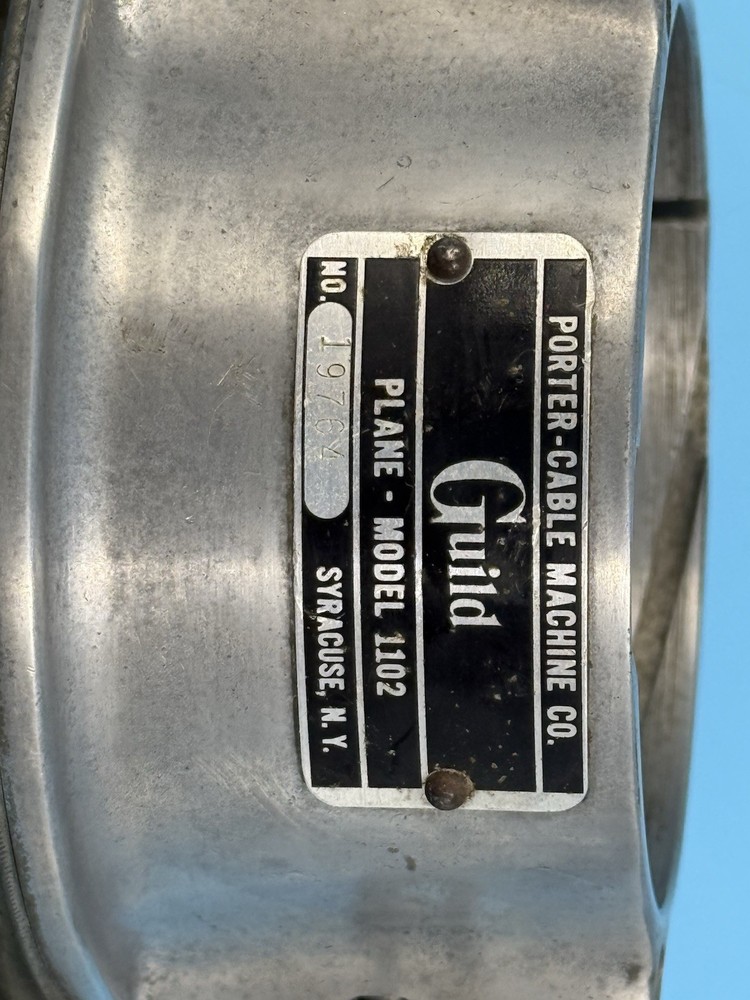 PORTER-CABLE MACHINE CO.
Guild
PLANE - MODEL 1102
NO. 19764 SYRACUSE, N.Y.